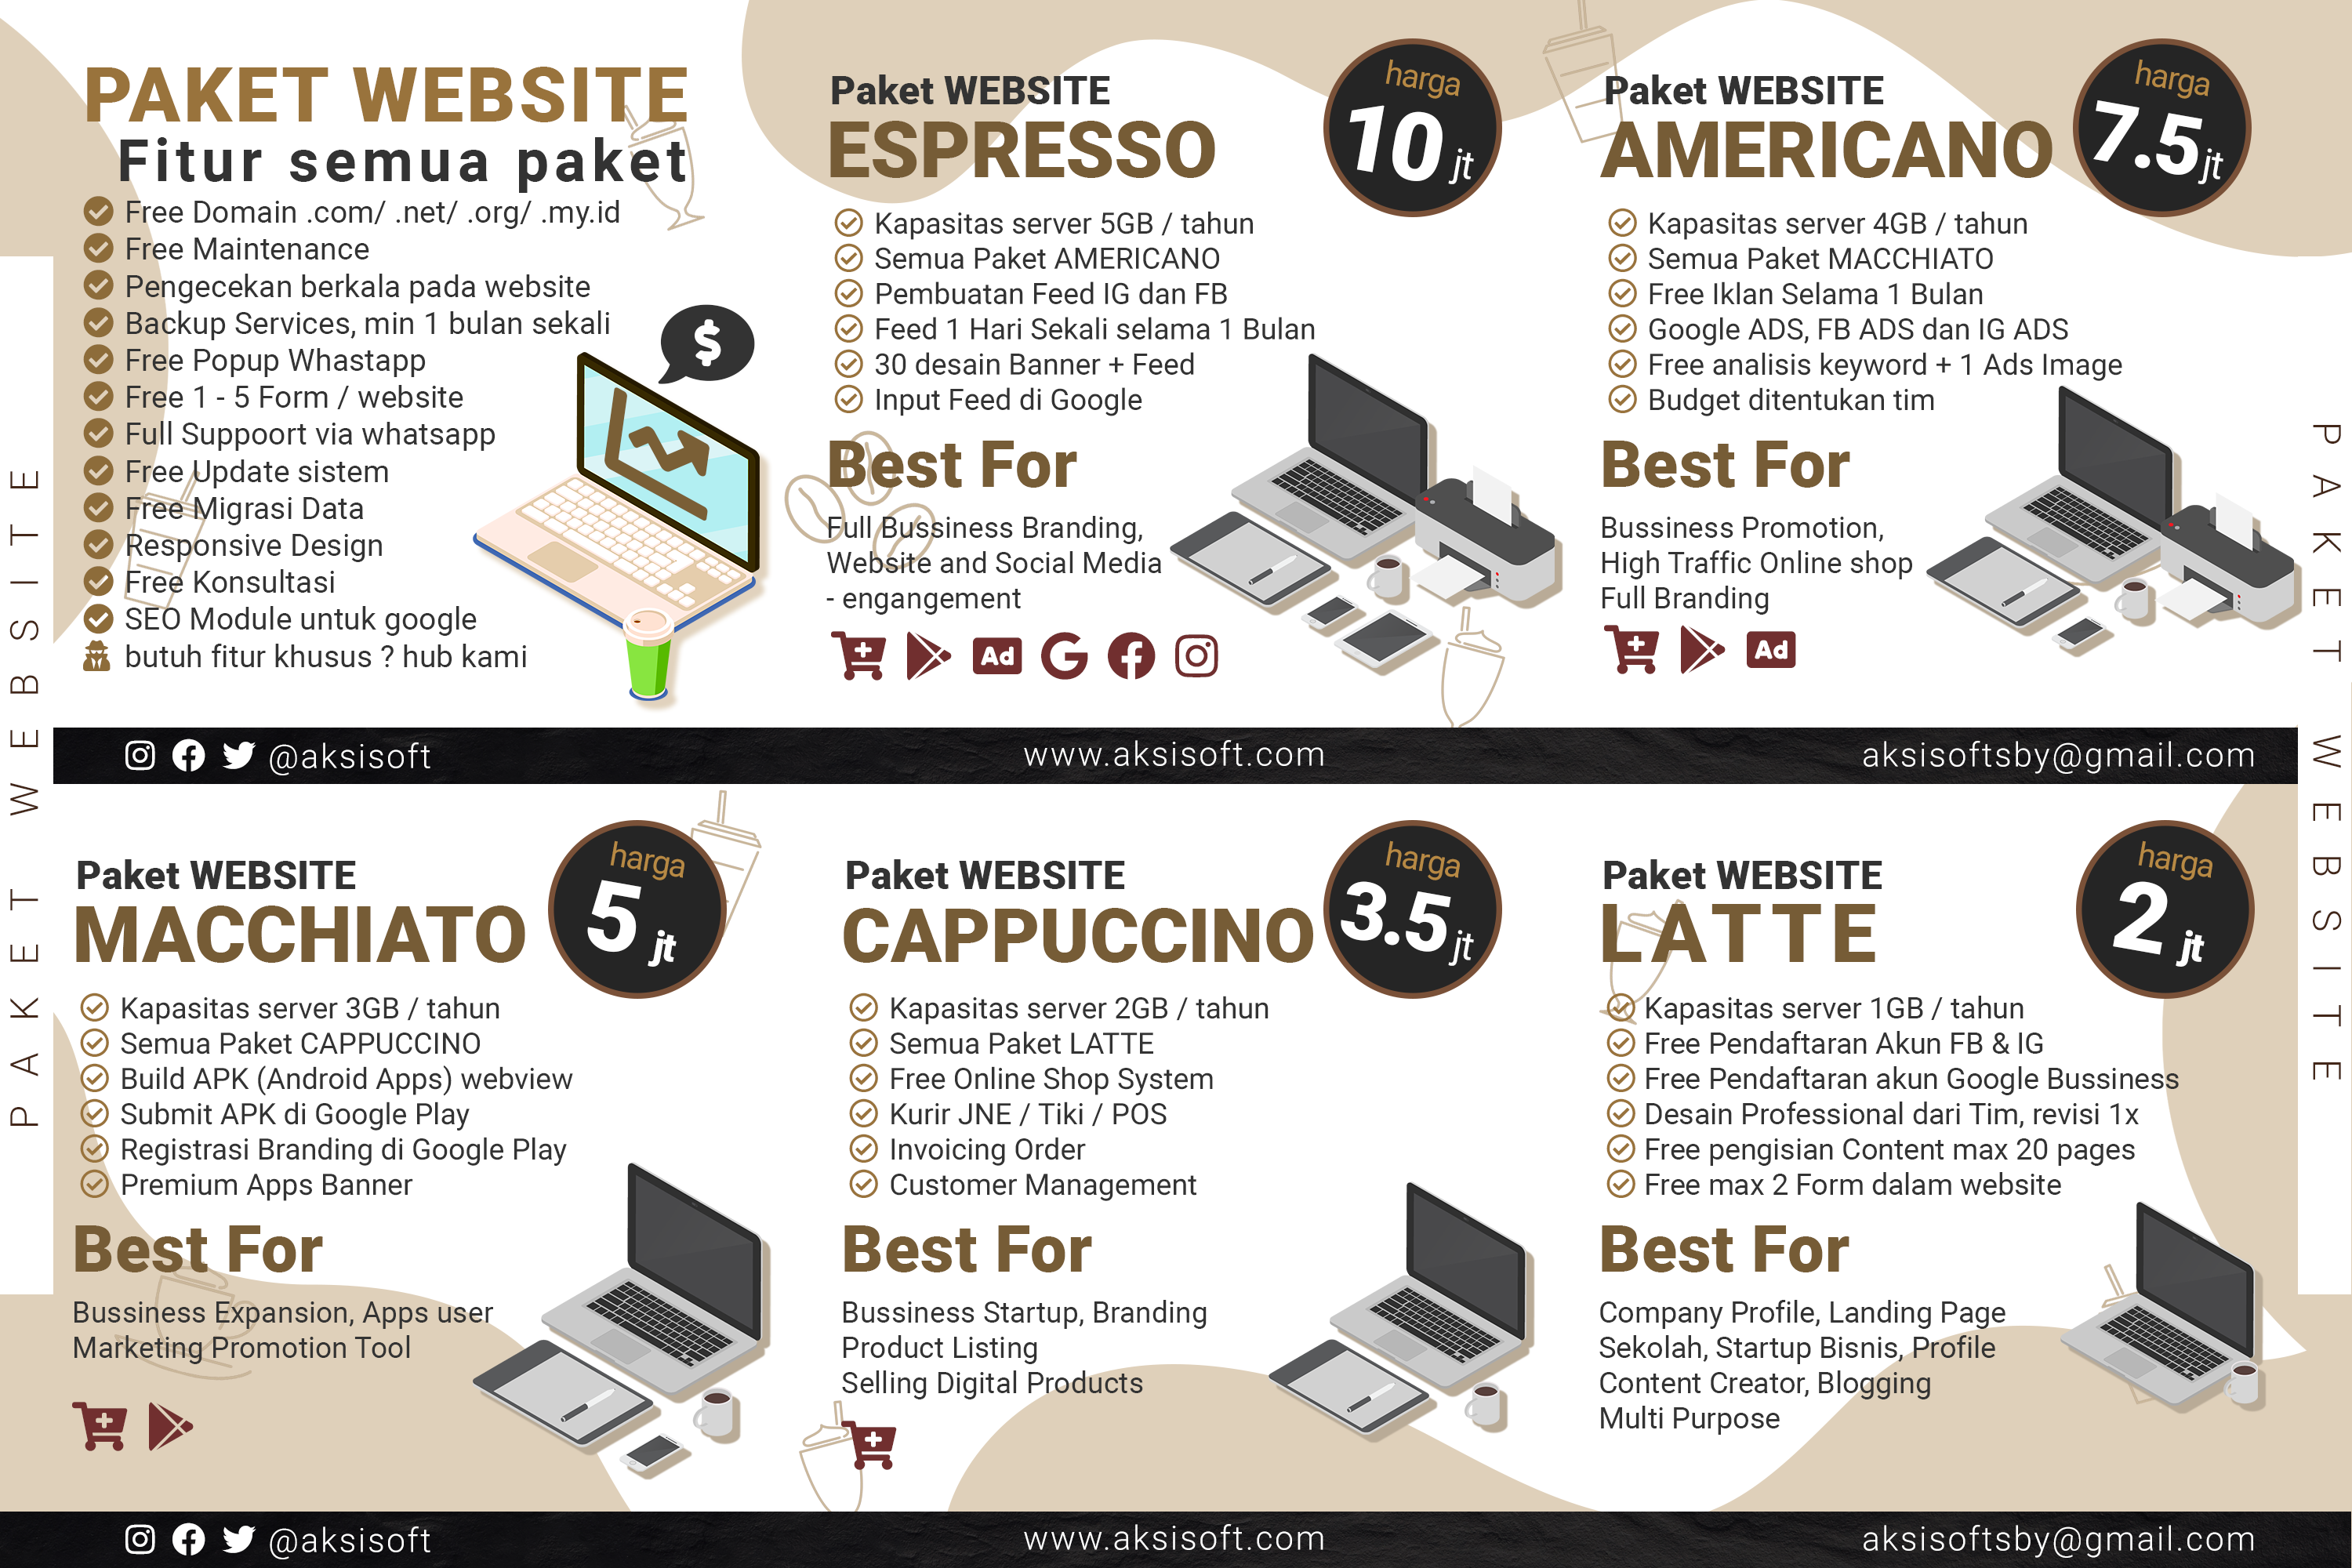 PAKET WEBSITE
Fitur semua paket
Free Domain .com/ .net/ .org/ .my.id
Free Maintenance
Pengecekan berkala pada website
Backup Services, min 1 bulan sekali
Free Popup Whastapp
Free 1 - 5 Form / website
Full Suppoort via whatsapp
Free Update sistem
Free Migrasi Data
Responsive Design
Free Konsultasi
SEO Module untuk google
butuh fitur khusus ? hub kami
$
Paket WEBSITE
ESPRESSO
harga
10 jt
Kapasitas server 5GB / tahun
Semua Paket AMERICANO
Pembuatan Feed IG dan FB
Feed 1 Hari Sekali selama 1 Bulan
30 desain Banner + Feed
Input Feed di Google
Best For
Full Bussiness Branding,
Website and Social Media
- engangement
Ad
Paket WEBSITE
AMERICANO
harga
7.5 jt
Kapasitas server 4GB / tahun
Semua Paket MACCHIATO
Free Iklan Selama 1 Bulan
Google ADS, FB ADS dan IG ADS
Free analisis keyword + 1 Ads Image
Budget ditentukan tim
Best For
Bussiness Promotion,
High Traffic Online shop
Full Branding
Ad
@aksisoft
www.aksisoft.com
aksisoftsby@gmail.com
Paket WEBSITE
MACCHIATO
harga
5 jt
Kapasitas server 3GB / tahun
Semua Paket CAPPUCCINO
Build APK (Android Apps) webview
Submit APK di Google Play
Registrasi Branding di Google Play
Premium Apps Banner
Best For
Bussiness Expansion, Apps user
Marketing Promotion Tool
Paket WEBSITE
CAPPUCCINO
harga
3.5 jt
Kapasitas server 2GB / tahun
Semua Paket LATTE
Free Online Shop System
Kurir JNE / Tiki / POS
Invoicing Order
Customer Management
Best For
Bussiness Startup, Branding
Product Listing
Selling Digital Products
Paket WEBSITE
LATTE
harga
2 jt
Kapasitas server 1GB / tahun
Free Pendaftaran Akun FB & IG
Free Pendaftaran akun Google Bussiness
Desain Professional dari Tim, revisi 1x
Free pengisian Content max 20 pages
Free max 2 Form dalam website
Best For
Company Profile, Landing Page
Sekolah, Startup Bisnis, Profile
Content Creator, Blogging
Multi Purpose
@aksisoft
www.aksisoft.com
aksisoftsby@gmail.com
PAKET WEBSITE
PAKET WEBSITE